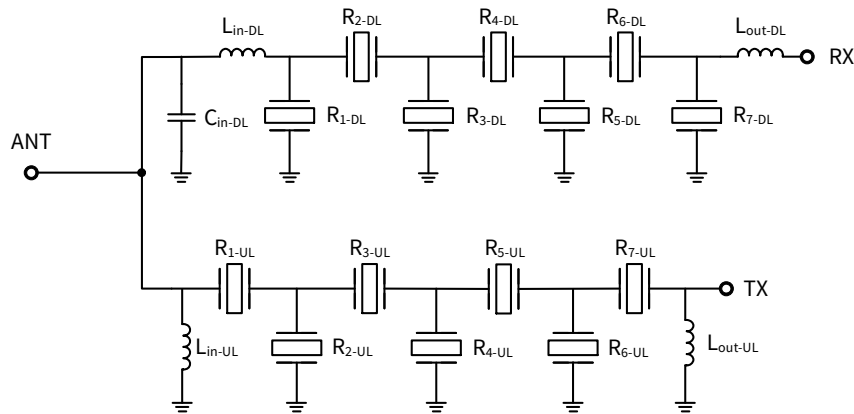 R2-DL
R4-DL
R6-DL
Lin-DL
Lout-DL
RX
Cin-DL
R1-DL
R3-DL
R5-DL
R7-DL
ANT
R1-UL
R3-UL
R5-UL
R7-UL
TX
Lin-UL
R2-UL
R4-UL
R6-UL
Lout-UL